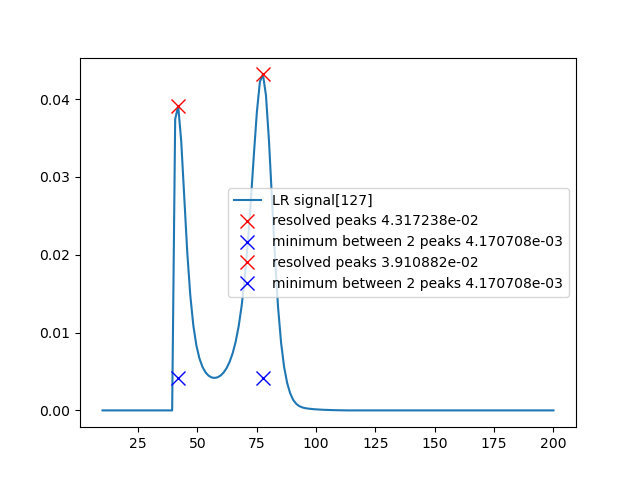 0.04
0.03
0.02
0.01
0.00
LR signal[127]
resolved peaks 4.317238e-02
minimum between 2 peaks 4.170708e-03
resolved peaks 3.910882e-02
minimum between 2 peaks 4.170708e-03
25 50 75 100 125 150 175 200